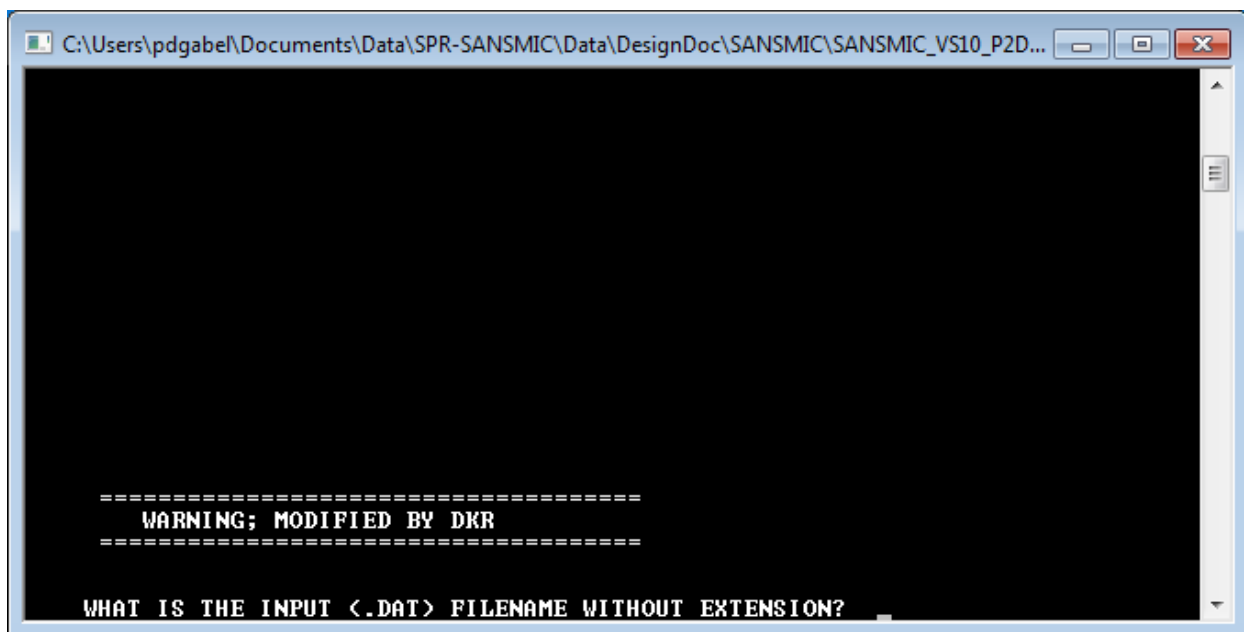 C:\Users\pdgabel\Documents\Data\SPR-SANSMIC\Data\DesignDoc\SANSMIC\SANSMIC_VS10_P2D...
=====================================
WARNING; MODIFIED BY DKR
=====================================
WHAT IS THE INPUT (.DAT) FILENAME WITHOUT EXTENSION? _